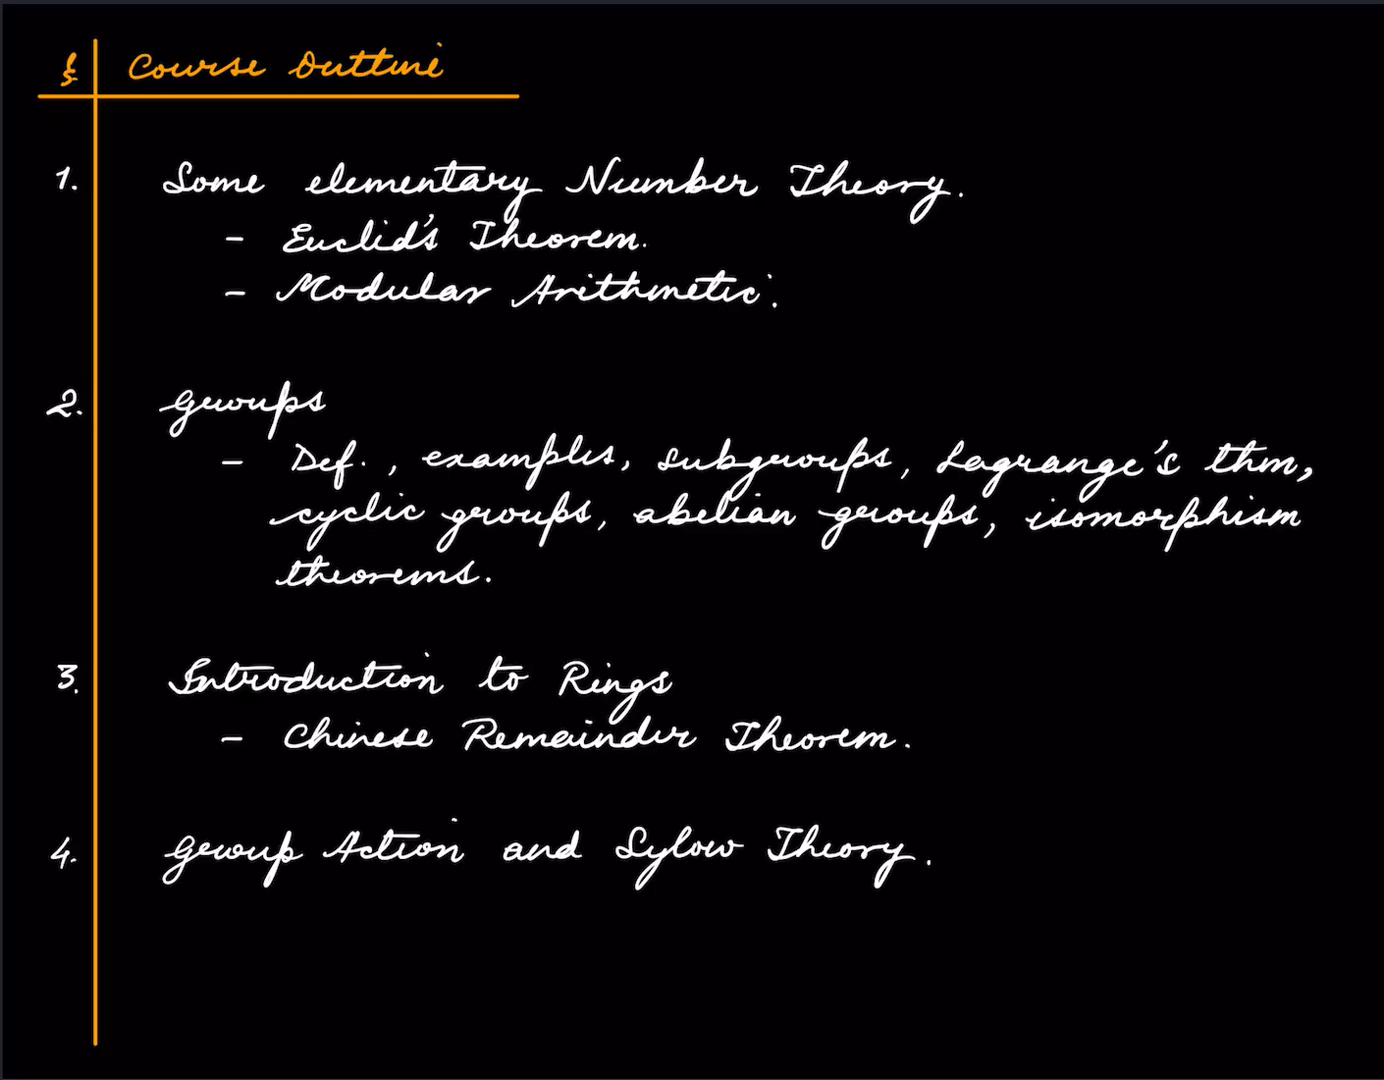 § Course Outline
1. Some elementary Number Theory.
- Euclid's Theorem.
- Modular Arithmetic.
2. Groups
- Def., examples, subgroups, Lagrange's thm,
cyclic groups, abelian groups, isomorphism
theorems.
3. Introduction to Rings
- Chinese Remainder Theorem.
4. Group Action and Sylow Theory.